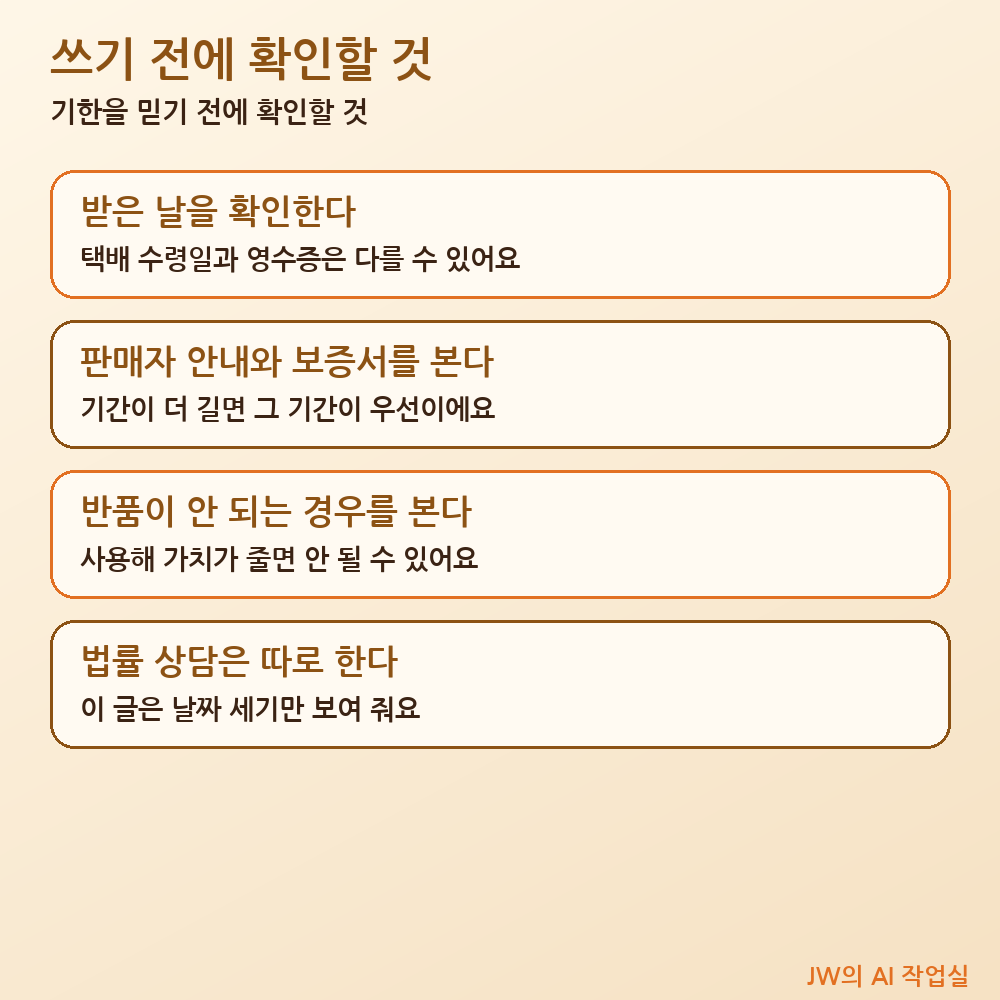 쓰기 전에 확인할 것
기한을 믿기 전에 확인할 것
받은 날을 확인한다
택배 수령일과 영수증은 다를 수 있어요
판매자 안내와 보증서를 본다
기간이 더 길면 그 기간이 우선이에요
반품이 안 되는 경우를 본다
사용해 가치가 줄면 안 될 수 있어요
법률 상담은 따로 한다
이 글은 날짜 세기만 보여 줘요
JW의 AI 작업실